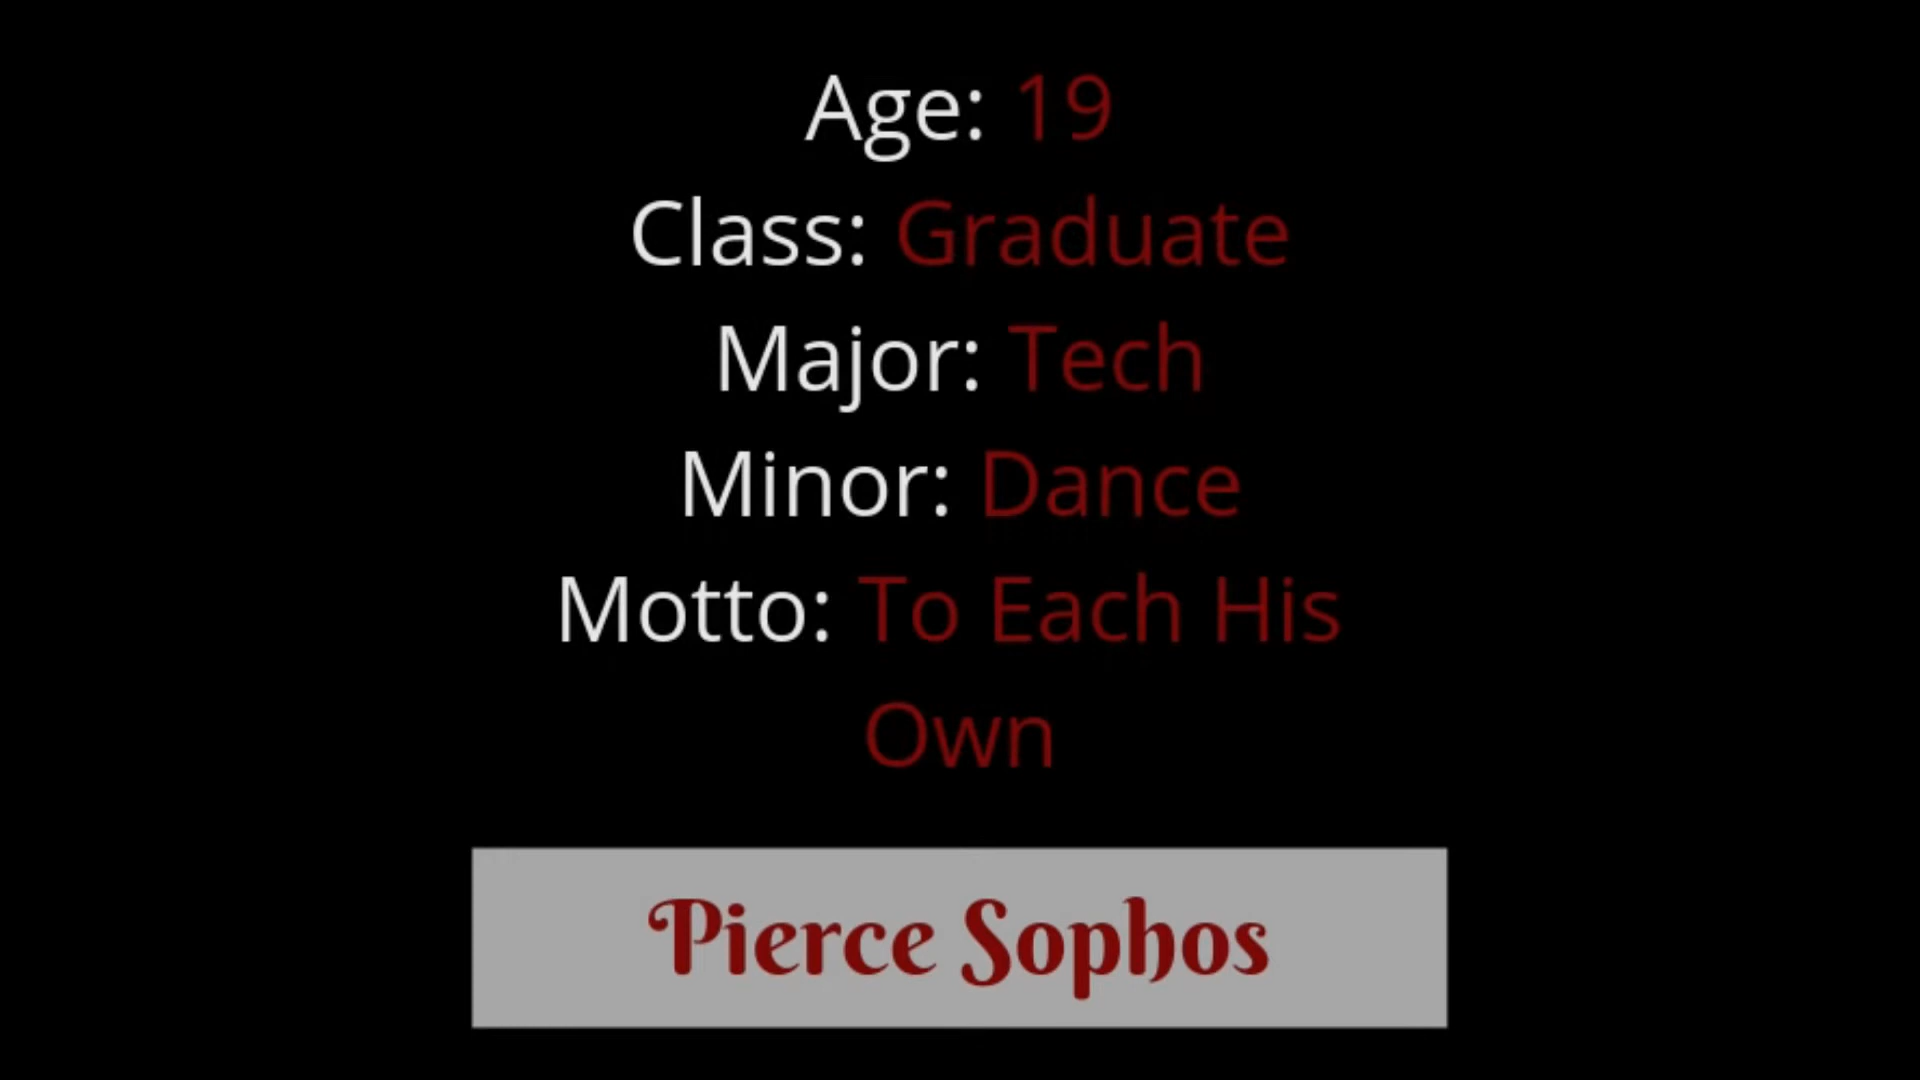 Age: 19
Class: Graduate
Major: Tech
Minor: Dance
Motto: To Each His
Own
Pierce Sophos